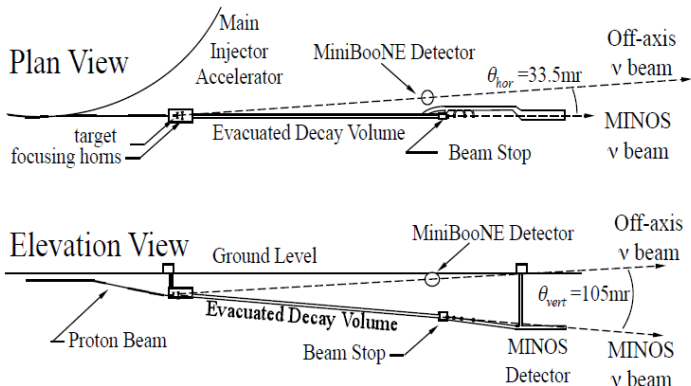 Plan View
Main
Injector
Accelerator
MiniBooNE Detector
θhor =33.5mr
Off-axis
ν beam
target
focusing horns
Evacuated Decay Volume
Beam Stop
MINOS
ν beam
Elevation View
Ground Level
MiniBooNE Detector
Off-axis
ν beam
θvert =105mr
Evacuated Decay Volume
Proton Beam
Beam Stop
MINOS
Detector
MINOS
ν beam